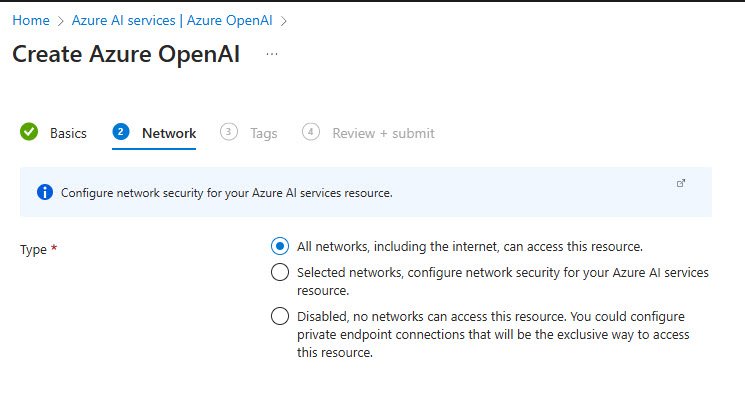 Home > Azure AI services | Azure OpenAI >
Create Azure OpenAI ...
Basics 2 Network 3 Tags 4 Review + submit
Configure network security for your Azure AI services resource.
Type * All networks, including the internet, can access this resource.
Selected networks, configure network security for your Azure AI services
resource.
Disabled, no networks can access this resource. You could configure
private endpoint connections that will be the exclusive way to access
this resource.